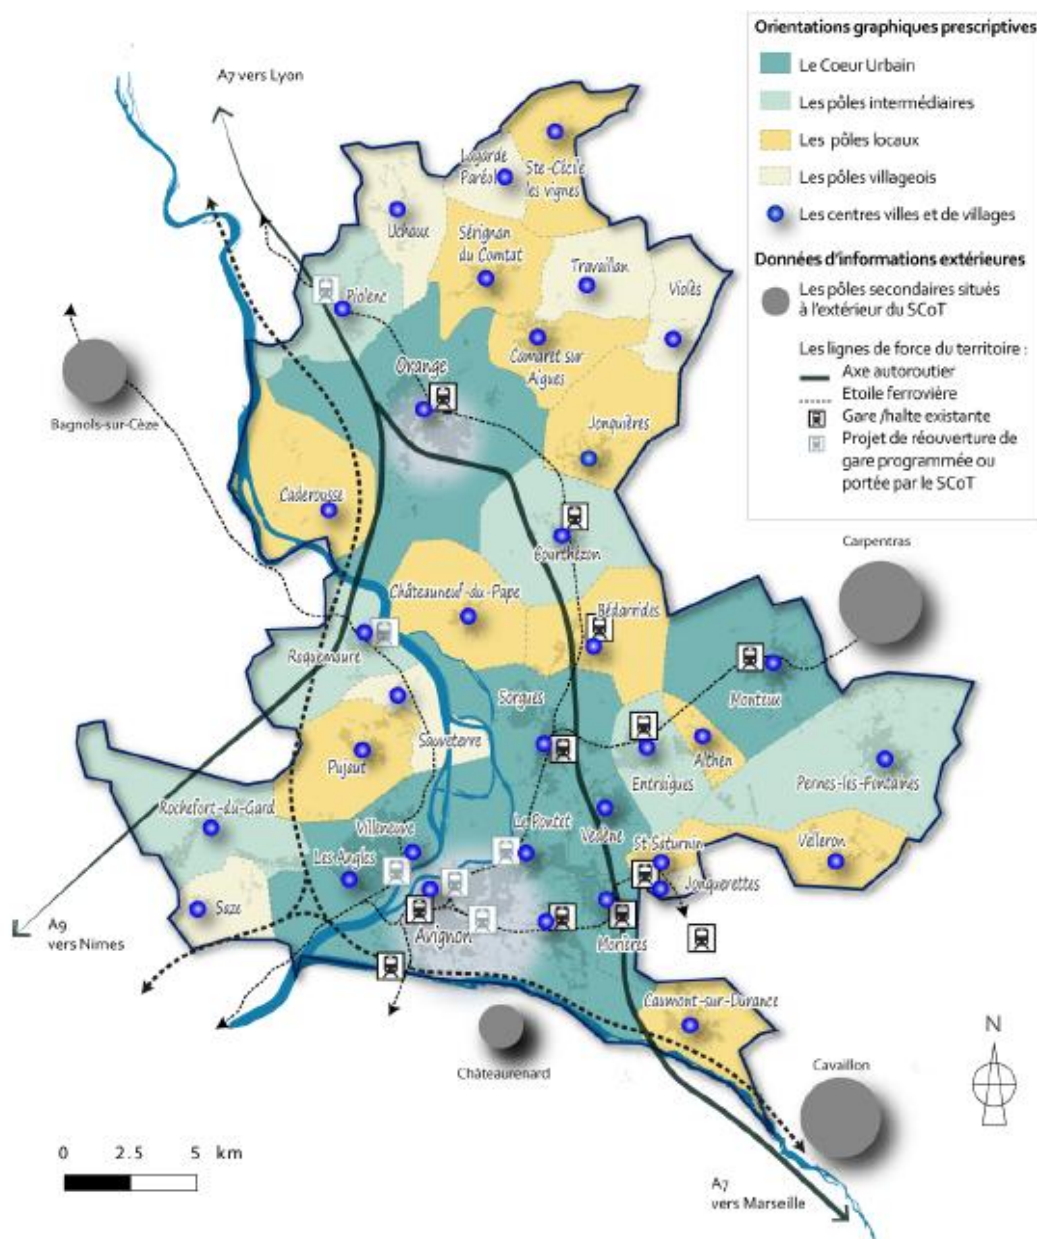 Orientations graphiques prescriptives
Le Coeur Urbain
Les pôles intermédiaires
Les pôles locaux
Les pôles villageois
Les centres villes et de villages
Données d'informations extérieures
Les pôles secondaires situés
à l'extérieur du SCoT
Les lignes de force du territoire :
Axe autoroutier
Etoile ferrovière
Gare /halte existante
Projet de réouverture de
gare programmée ou
portée par le SCoT
A7 vers Lyon
Lagarde
Paréol
Ste-Cécile
les vignes
Uchaux
Sérignan
du Comtat
Travaillan
Violès
Piolenc
Orange
Camaret sur
Aigues
Bagnols-sur-Cèze
Jonquières
Caderousse
Courthézon
Carpentras
Châteauneuf-du-Pape
Bédarrides
Roquemaure
Sorgues
Monteux
Sauveterre
Pujaut
Entraigues
Althen
Pernes-les-Fontaines
Rochefort-du-Gard
Villeneuve
Le Pontet
Vedène
St Saturnin
Velleron
Les Angles
Jonquerettes
Saze
A9
vers Nimes
Avignon
Morières
Caumont-sur-Durance
Châteaurenard
Cavaillon
N
0 2.5 5 km
A7
vers Marseille